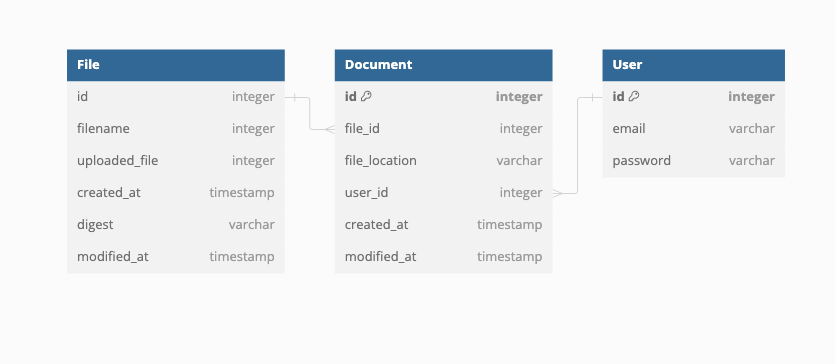 File
id integer
filename integer
uploaded_file integer
created_at timestamp
digest varchar
modified_at timestamp
Document
id integer
file_id integer
file_location varchar
user_id integer
created_at timestamp
modified_at timestamp
User
id integer
email varchar
password varchar